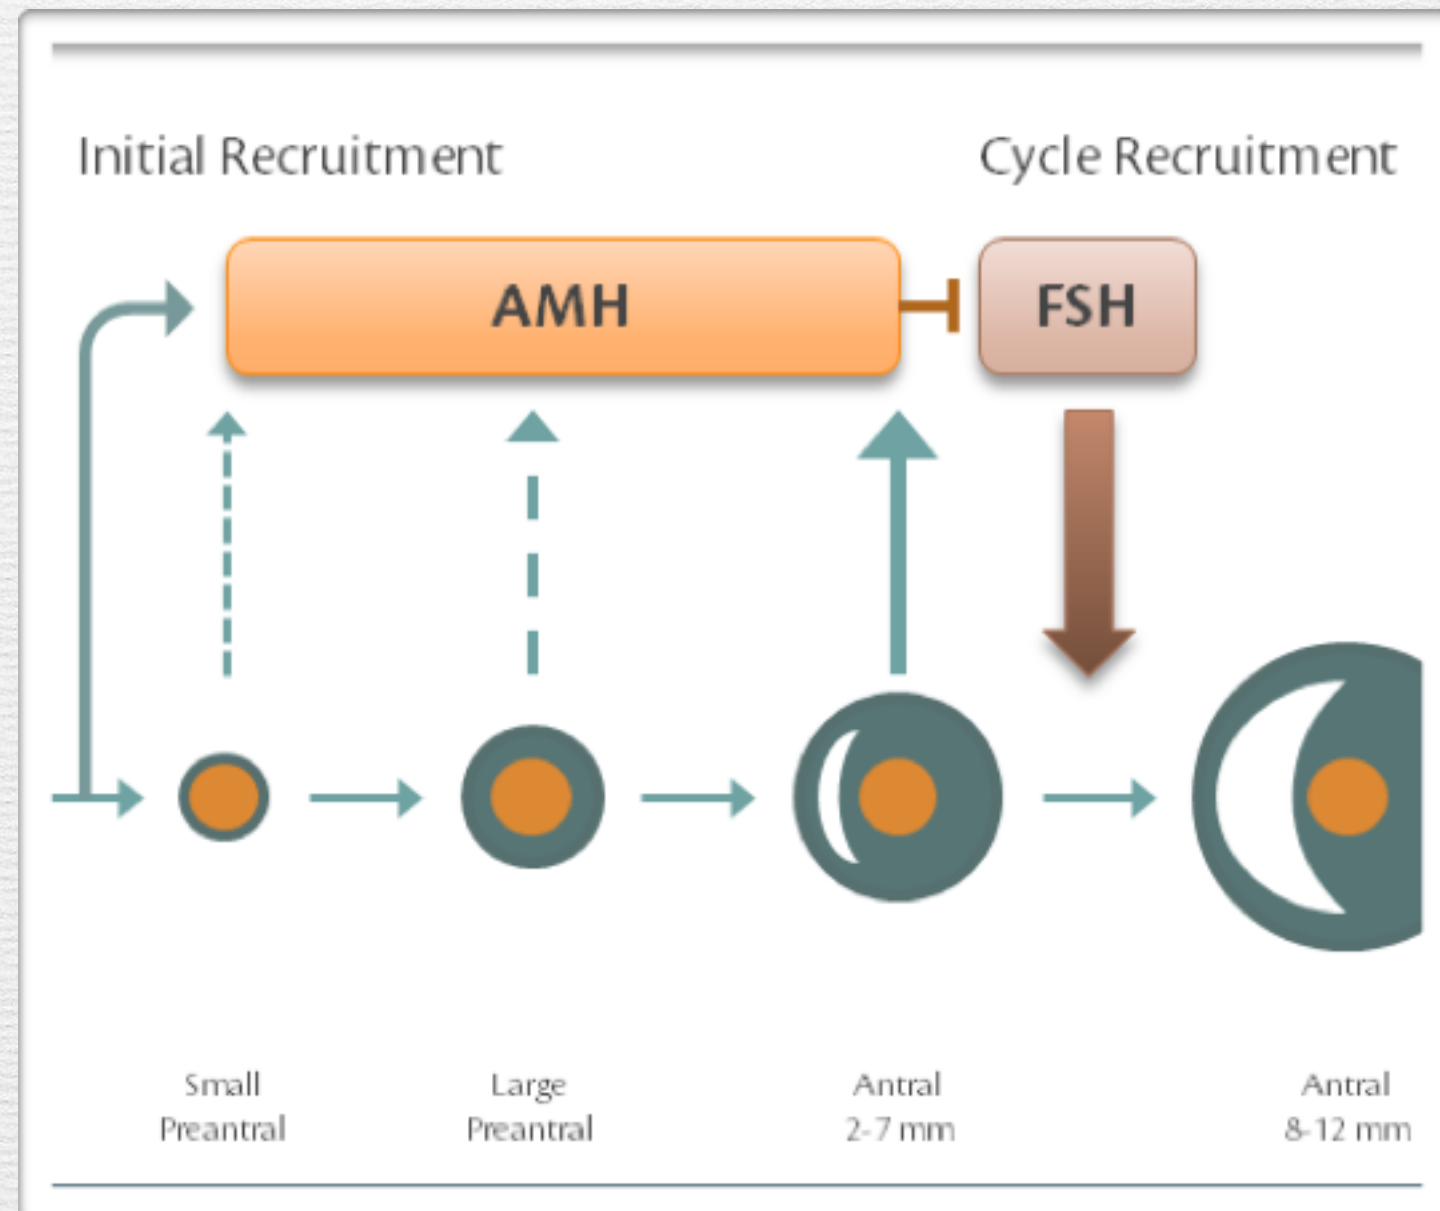 Initial Recruitment
Cycle Recruitment
AMH
FSH
Small
Preantral
Large
Preantral
Antral
2-7 mm
Antral
8-12 mm